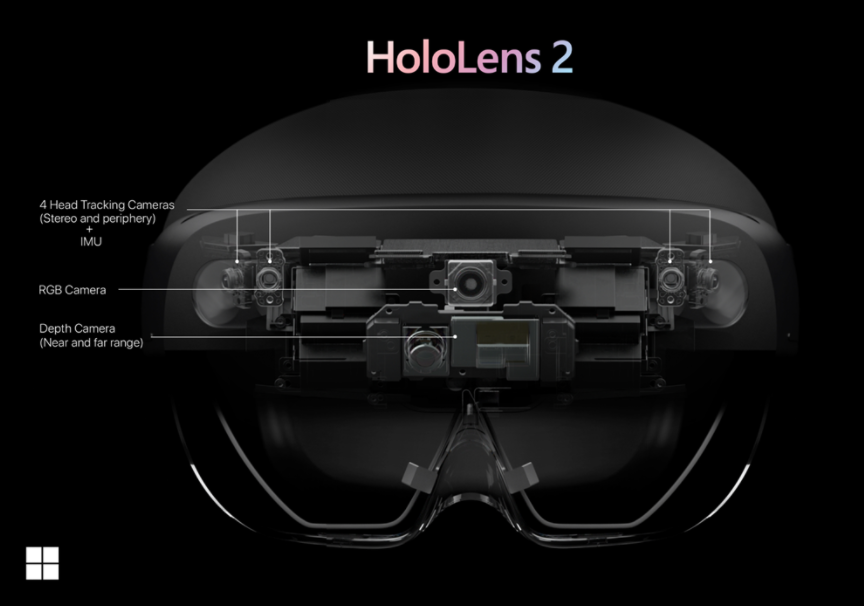 HoloLens 2
4 Head Tracking Cameras
(Stereo and periphery)
+
IMU
RGB Camera
Depth Camera
(Near and far range)